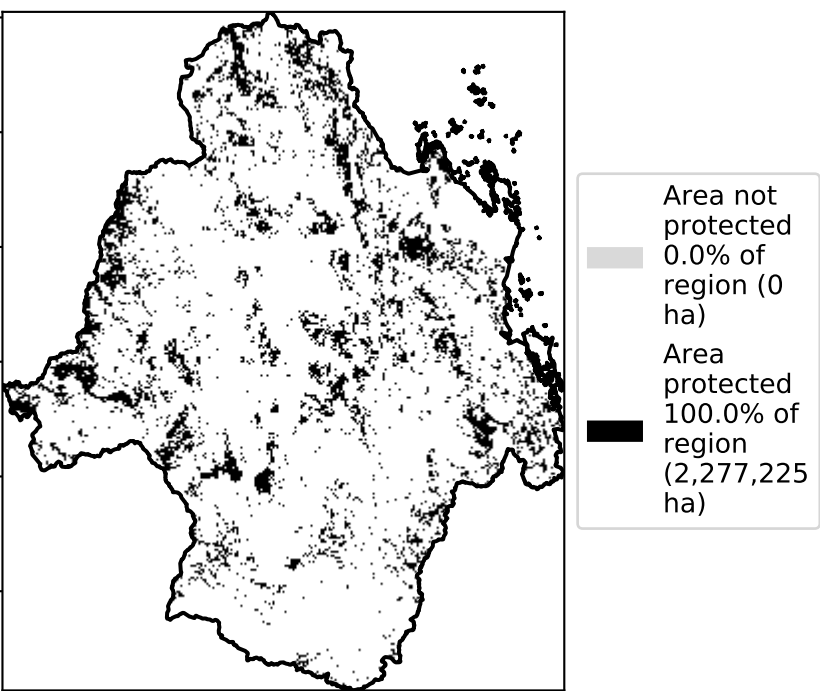 Area not
protected
0.0% of
region (0
ha)
Area
protected
100.0% of
region
(2,277,225
ha)